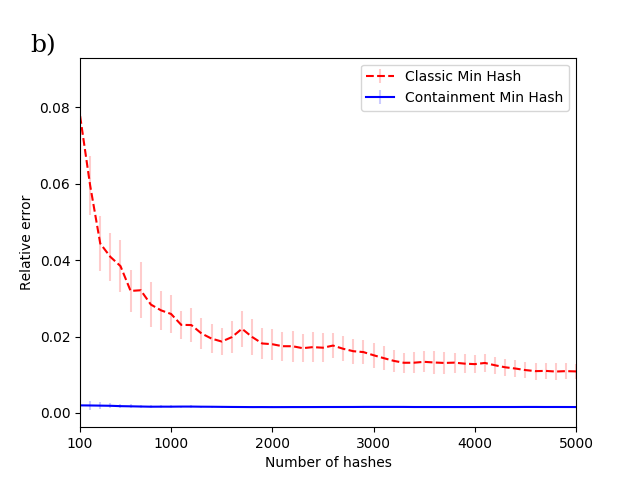 b)
Classic Min Hash
Containment Min Hash
Relative error
0.08
0.06
0.04
0.02
0.00
100
1000
2000
3000
4000
5000
Number of hashes